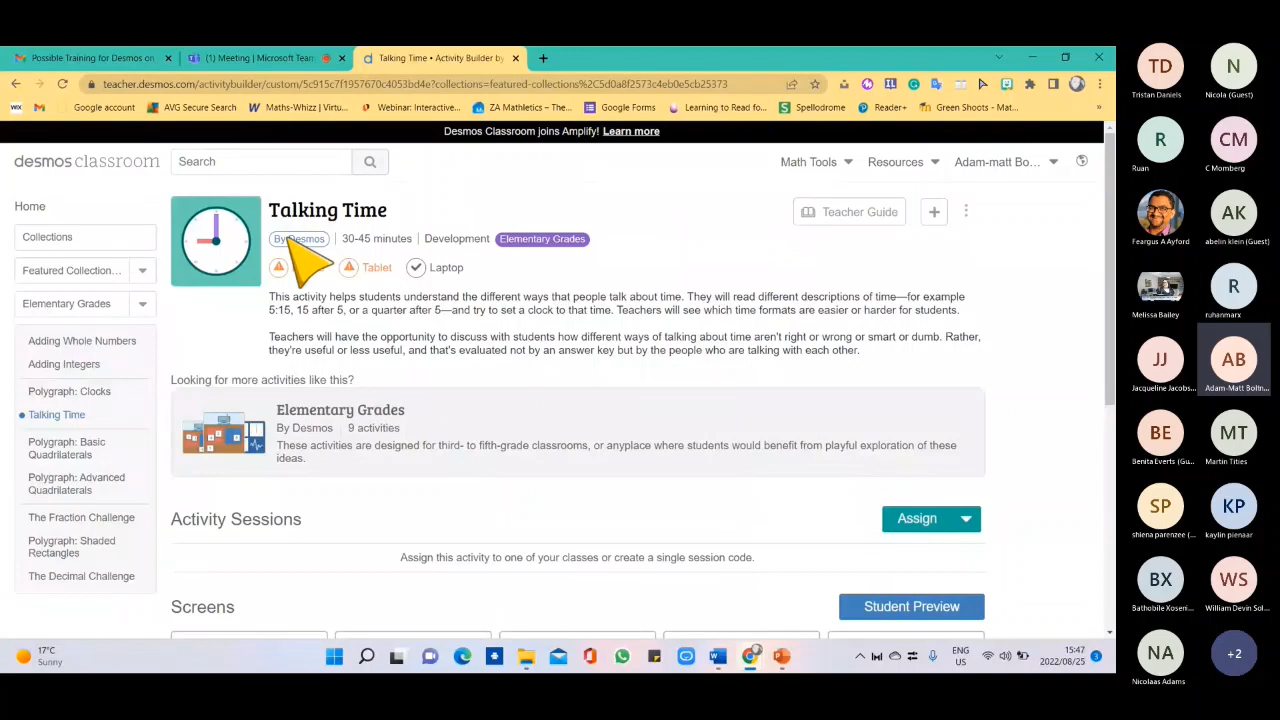 Possible Training for Desmos on
(1) Meeting | Microsoft Team
Talking Time • Activity Builder by
teacher.desmos.com/activitybuilder/custom/5c915c7f1957670c4053bd4e?collections=featured-collections%2C5d0a8f2573c4eb0e5cb25373
Google account
AVG Secure Search
Maths-Whizz | Virtu...
Webinar: Interactive...
ZA Mathletics – The...
Google Forms
Learning to Read fo...
Spellodrome
Reader+
Green Shoots – Mat...
Desmos Classroom joins Amplify! Learn more
desmos classroom
Search
Math Tools
Resources
Adam-matt Bo...
Home
Collections
Featured Collection...
Elementary Grades
Adding Whole Numbers
Adding Integers
Polygraph: Clocks
Talking Time
Polygraph: Basic
Quadrilaterals
Polygraph: Advanced
Quadrilaterals
The Fraction Challenge
Polygraph: Shaded
Rectangles
The Decimal Challenge
Talking Time
Teacher Guide
By Desmos | 30-45 minutes | Development Elementary Grades
Tablet Laptop
This activity helps students understand the different ways that people talk about time. They will read different descriptions of time—for example
5:15, 15 after 5, or a quarter after 5—and try to set a clock to that time. Teachers will see which time formats are easier or harder for students.
Teachers will have the opportunity to discuss with students how different ways of talking about time aren't right or wrong or smart or dumb. Rather,
they're useful or less useful, and that's evaluated not by an answer key but by the people who are talking with each other.
Looking for more activities like this?
Elementary Grades
By Desmos | 9 activities
These activities are designed for third- to fifth-grade classrooms, or anyplace where students would benefit from playful exploration of these
ideas.
Activity Sessions
Assign
Assign this activity to one of your classes or create a single session code.
Screens
Student Preview
17°C
Sunny
ENG
US
15:47
2022/08/25
3
TD
Tristan Daniels
N
Nicola (Guest)
R
Ruan
CM
C Momberg
Feargus A Ayford
AK
abelin klein (Guest)
Melissa Bailey
R
ruhanmarx
JJ
Jacqueline Jacobs...
AB
Adam-Matt Boltn...
BE
Benita Everts (Gu...
MT
Martin Tities
SP
shiena parenzee (...
KP
kaylin pienaar
BX
Bathobile Xoseri...
WS
William Devin Sol...
NA
Nicolaas Adams
+2